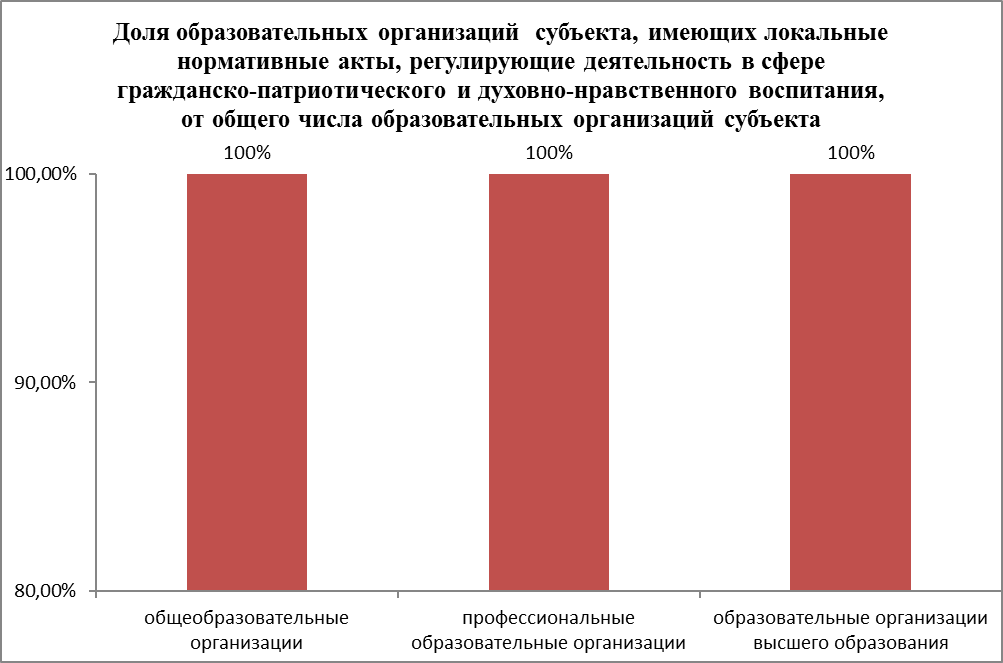 Доля образовательных организаций субъекта, имеющих локальные
нормативные акты, регулирующие деятельность в сфере
гражданско-патриотического и духовно-нравственного воспитания,
от общего числа образовательных организаций субъекта
100% 100% 100%
100,00%
90,00%
80,00%
общеобразовательные
организации
профессиональные
образовательные организации
образовательные организации
высшего образования